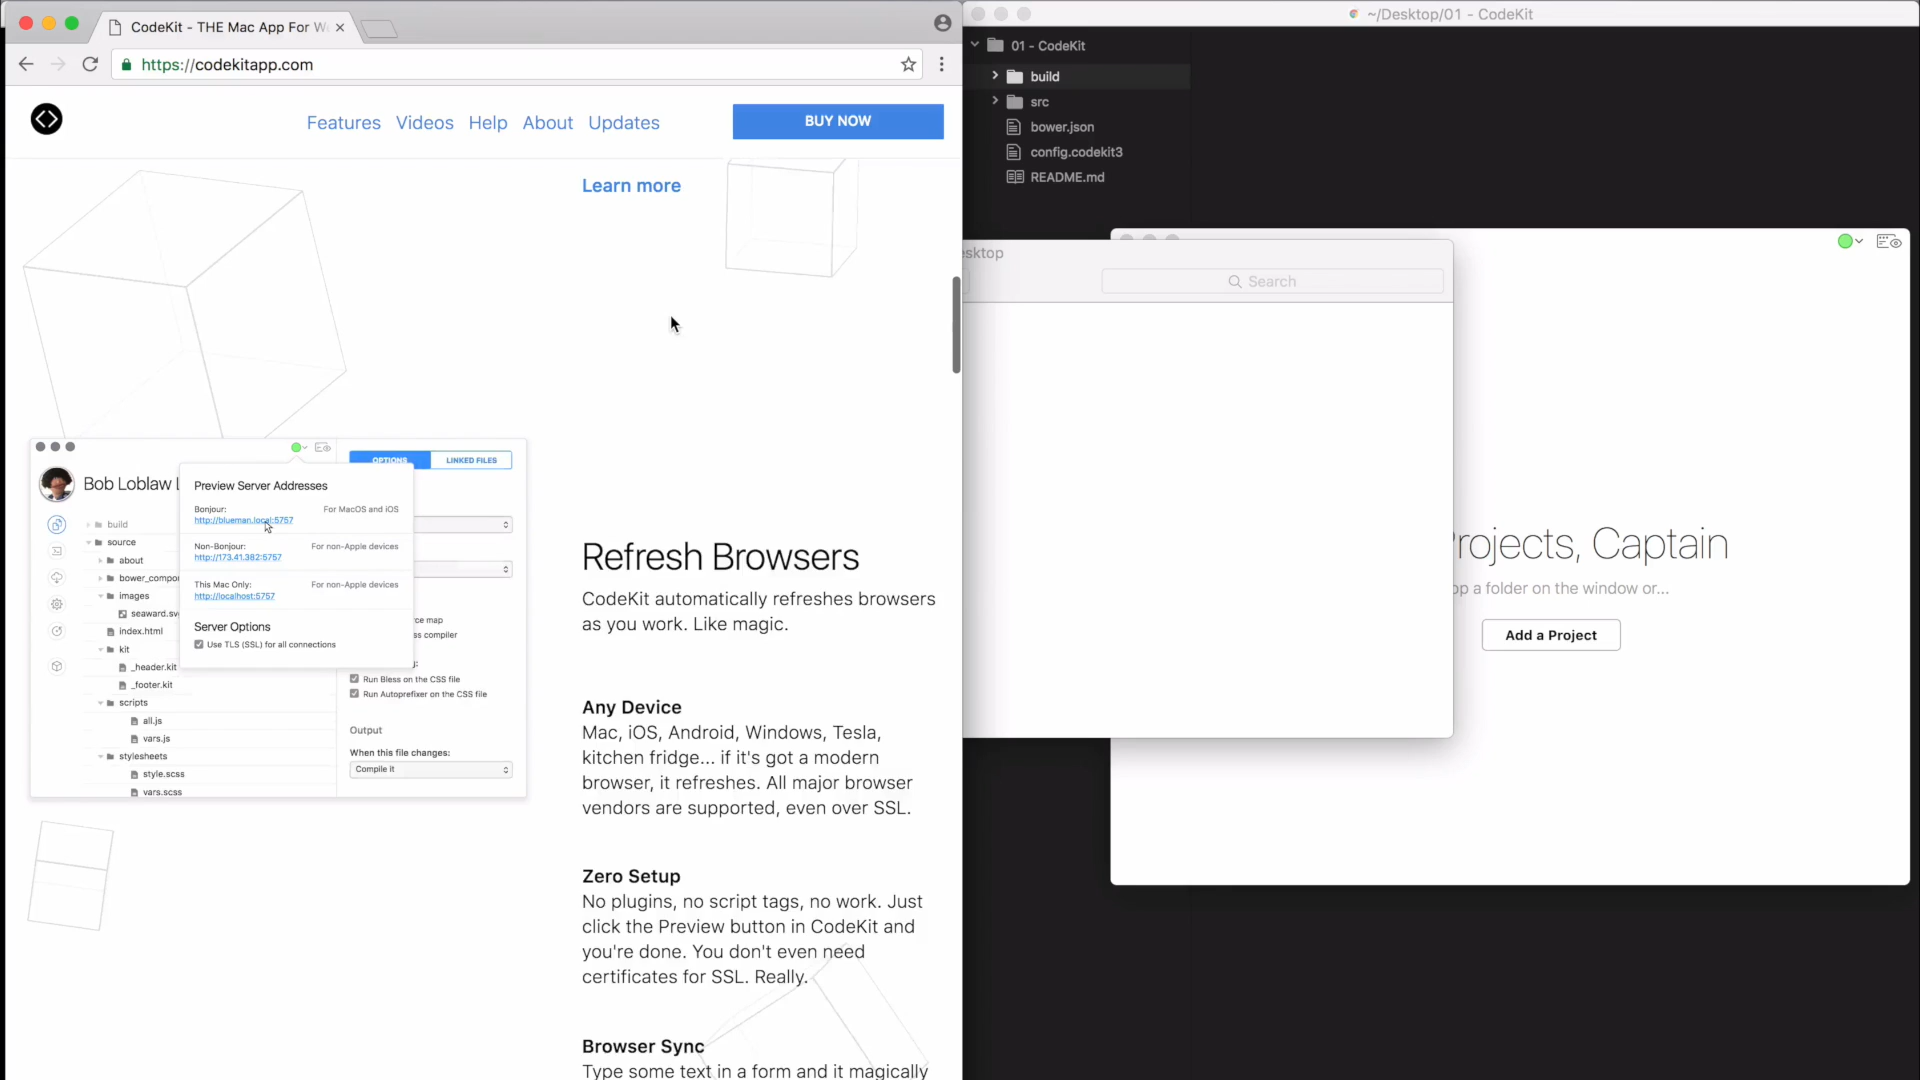 CodeKit - THE Mac App For W
https://codekitapp.com
Features Videos Help About Updates
BUY NOW
Learn more
Bob Loblaw L
build
source
about
bower_compo
images
seaward.sv
index.html
kit
_header.kit
_footer.kit
scripts
all.js
vars.js
stylesheets
style.scss
vars.scss
Preview Server Addresses
Bonjour: For MacOS and iOS
http://blueman.local:5757
Non-Bonjour: For non-Apple devices
http://173.41.382:5757
This Mac Only: For non-Apple devices
http://localhost:5757
Server Options
Use TLS (SSL) for all connections
OPTIONS LINKED FILES
ce map
ss compiler
Run Bless on the CSS file
Run Autoprefixer on the CSS file
Output
When this file changes:
Compile it
Refresh Browsers
CodeKit automatically refreshes browsers
as you work. Like magic.
Any Device
Mac, iOS, Android, Windows, Tesla,
kitchen fridge... if it's got a modern
browser, it refreshes. All major browser
vendors are supported, even over SSL.
Zero Setup
No plugins, no script tags, no work. Just
click the Preview button in CodeKit and
you're done. You don't even need
certificates for SSL. Really.
Browser Sync
Type some text in a form and it magically
~/Desktop/01 - CodeKit
01 - CodeKit
build
src
bower.json
config.codekit3
README.md
esktop
Search
rojects, Captain
op a folder on the window or...
Add a Project